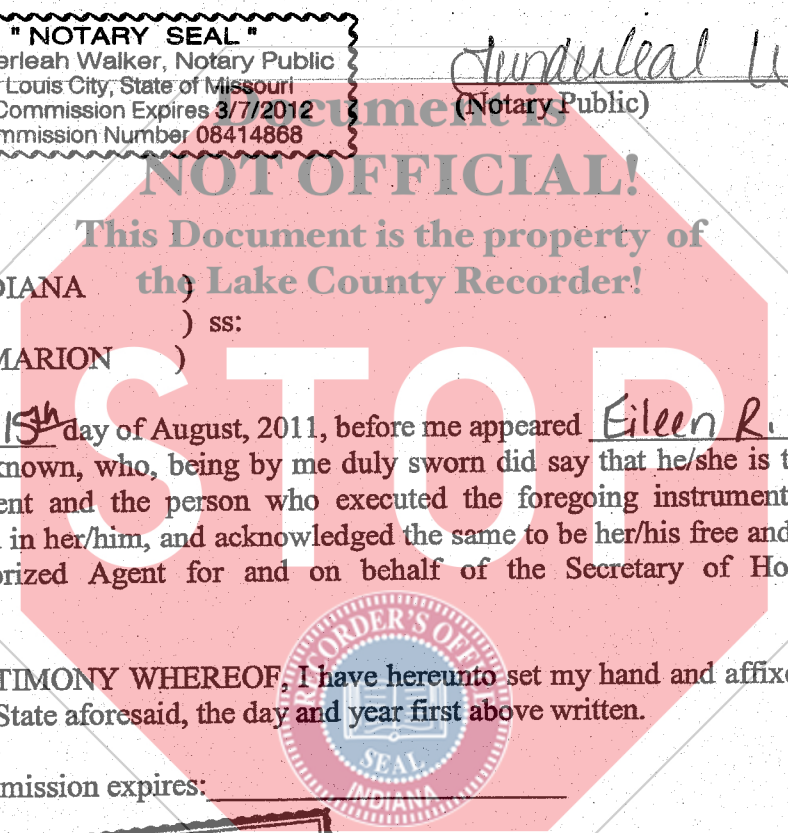 " NOTARY SEAL "
erleah Walker, Notary Public
Louis City, State of Missouri
Commission Expires 3/7/2012
mmission Number 08414868
(Notary Public)
Document is
NOT OFFICIAL!
This Document is the property of
the Lake County Recorder!
DIANA )
) ss:
MARION )
STOP
15th day of August, 2011, before me appeared Eileen R.
known, who, being by me duly sworn did say that he/she is t
ent and the person who executed the foregoing instrument
in her/him, and acknowledged the same to be her/his free and
orized Agent for and on behalf of the Secretary of Ho
TIMONY WHEREOF, I have hereunto set my hand and affixe
State aforesaid, the day and year first above written.
mission expires:
RECORDER'S OFFICE
SEAL
INDIANA